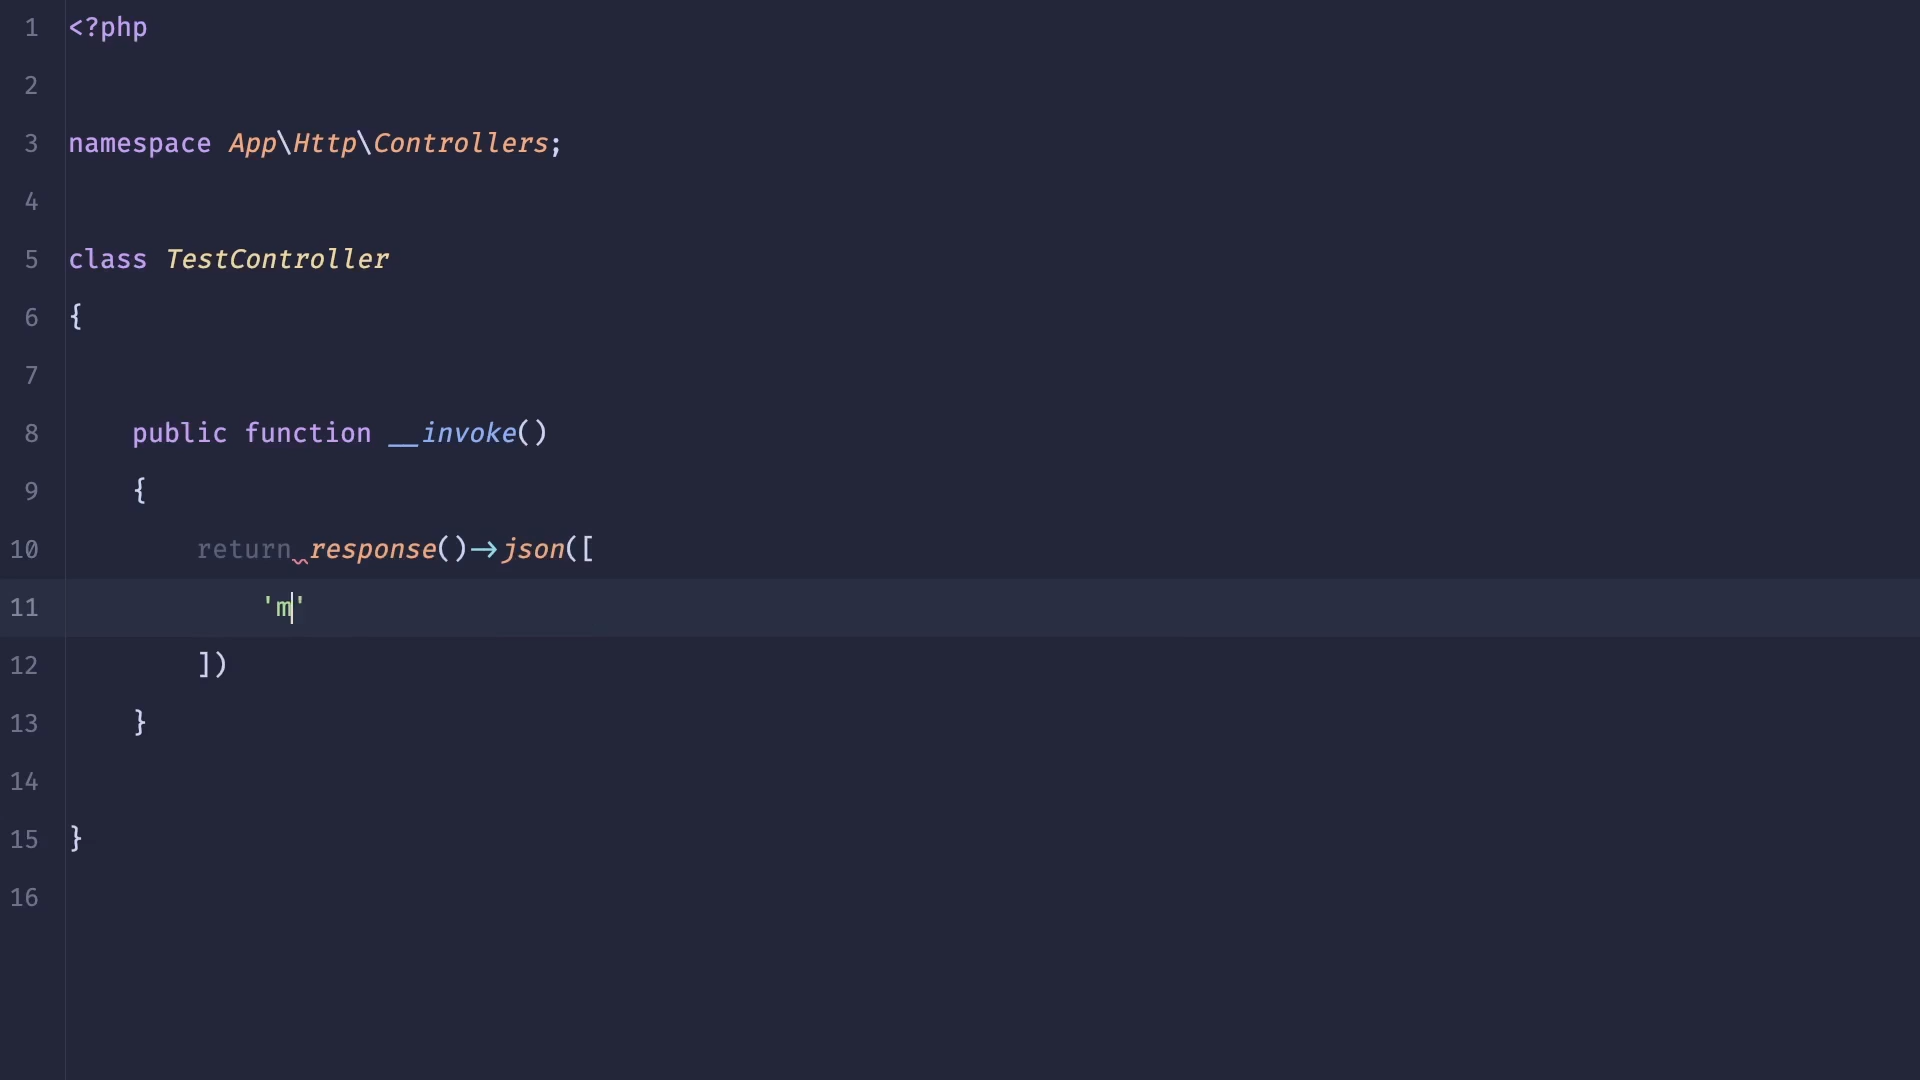 1 <?php
2
3 namespace App\Http\Controllers;
4
5 class TestController
6 {
7
8 public function __invoke()
9 {
10 return response()->json([
11 'm'
12 ])
13 }
14
15 }
16